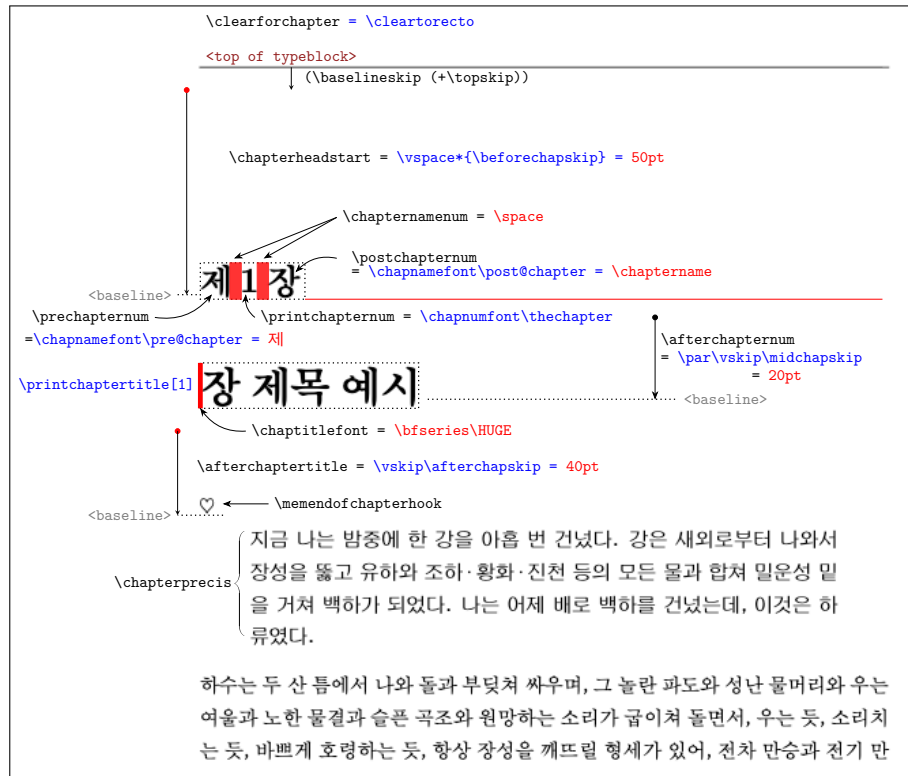 \clearforchapter = \cleartorecto
<top of typeblock>
(\baselineskip (+\topskip))
\chapterheadstart = \vspace*{\beforechapskip} = 50pt
\chapternamenum = \space
\postchapternum
= \chapnamefont\post@chapter = \chaptername
제 1 장
<baseline>
\prechapternum
\printchapternum = \chapnumfont\thechapter
=\chapnamefont\pre@chapter = 제
\afterchapternum
= \par\vskip\midchapskip
= 20pt
\printchaptertitle[1]
장 제목 예시
<baseline>
\chaptitlefont = \bfseries\HUGE
\afterchaptertitle = \vskip\afterchapskip = 40pt
♡
\memendofchapterhook
<baseline>
\chapterprecis
지금 나는 밤중에 한 강을 아홉 번 건넜다. 강은 새외로부터 나와서
장성을 뚫고 유하와 조하·황화·진천 등의 모든 물과 합쳐 밀운성 밑
을 거쳐 백하가 되었다. 나는 어제 배로 백하를 건넜는데, 이것은 하
류였다.
하수는 두 산 틈에서 나와 돌과 부딪쳐 싸우며, 그 놀란 파도와 성난 물머리와 우는
여울과 노한 물결과 슬픈 곡조와 원망하는 소리가 굽이쳐 돌면서, 우는 듯, 소리치
는 듯, 바쁘게 호령하는 듯, 항상 장성을 깨뜨릴 형세가 있어, 전차 만승과 전기 만